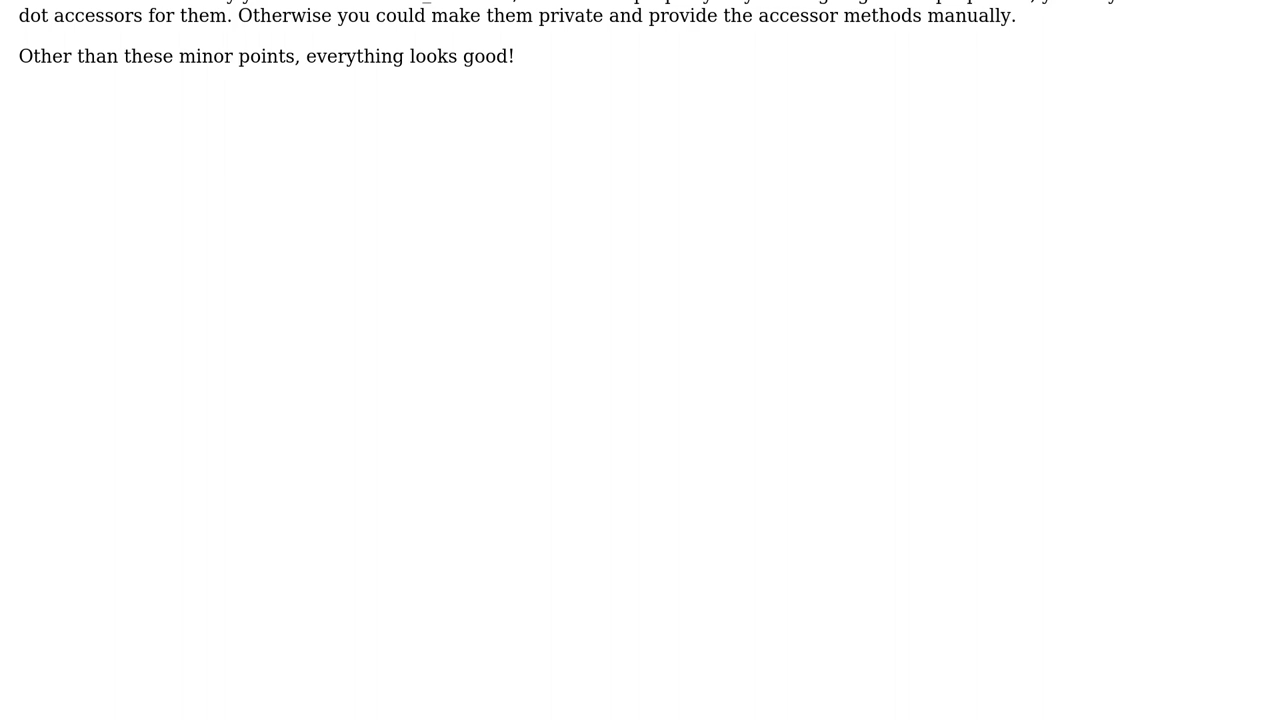 dot accessors for them. Otherwise you could make them private and provide the accessor methods manually.
Other than these minor points, everything looks good!